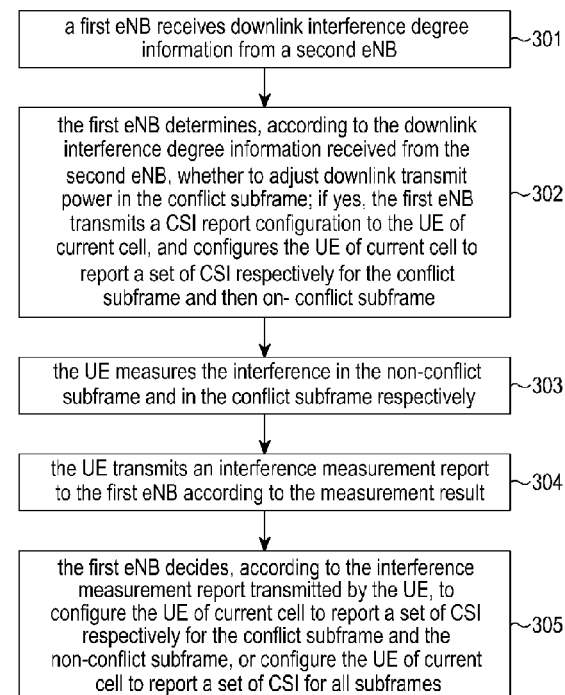 a first eNB receives downlink interference degree
information from a second eNB
301
the first eNB determines, according to the downlink
interference degree information received from the
second eNB, whether to adjust downlink transmit
power in the conflict subframe; if yes, the first eNB
transmits a CSI report configuration to the UE of
current cell, and configures the UE of current cell to
report a set of CSI respectively for the conflict
subframe and then on- conflict subframe
302
the UE measures the interference in the non-conflict
subframe and in the conflict subframe respectively
303
the UE transmits an interference measurement report
to the first eNB according to the measurement result
304
the first eNB decides, according to the interference
measurement report transmitted by the UE, to
configure the UE of current cell to report a set of CSI
respectively for the conflict subframe and the
non-conflict subframe, or configure the UE of current
cell to report a set of CSI for all subframes
305